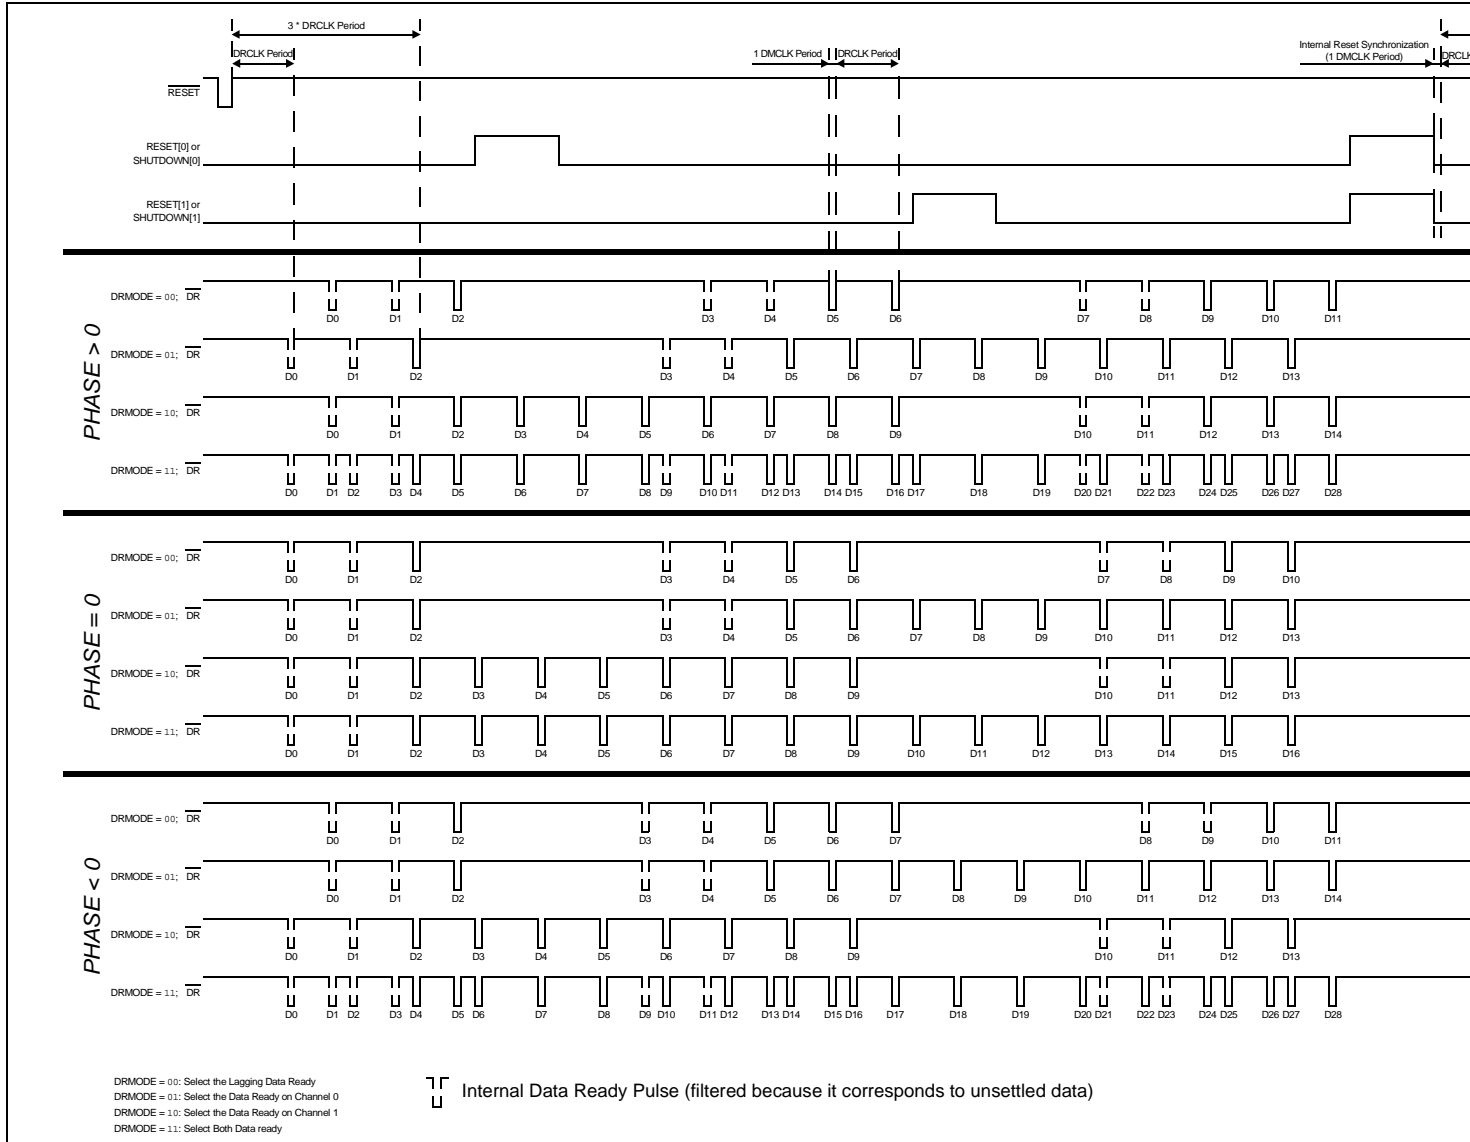 3 * DRCLK Period
DRCLK Period
1 DMCLK Period
DRCLK Period
Internal Reset Synchronization
(1 DMCLK Period)
DRCLK
RESET
RESET[0] or
SHUTDOWN[0]
RESET[1] or
SHUTDOWN[1]
PHASE > 0
DRMODE = 00; DR
D0 D1 D2 D3 D4 D5 D6 D7 D8 D9 D10 D11
DRMODE = 01; DR
D0 D1 D2 D3 D4 D5 D6 D7 D8 D9 D10 D11 D12 D13
DRMODE = 10; DR
D0 D1 D2 D3 D4 D5 D6 D7 D8 D9 D10 D11 D12 D13 D14
DRMODE = 11; DR
D0 D1 D2 D3 D4 D5 D6 D7 D8 D9 D10 D11 D12 D13 D14 D15 D16 D17 D18 D19 D20 D21 D22 D23 D24 D25 D26 D27 D28
PHASE = 0
DRMODE = 00; DR
D0 D1 D2 D3 D4 D5 D6 D7 D8 D9 D10
DRMODE = 01; DR
D0 D1 D2 D3 D4 D5 D6 D7 D8 D9 D10 D11 D12 D13
DRMODE = 10; DR
D0 D1 D2 D3 D4 D5 D6 D7 D8 D9 D10 D11 D12 D13
DRMODE = 11; DR
D0 D1 D2 D3 D4 D5 D6 D7 D8 D9 D10 D11 D12 D13 D14 D15 D16
PHASE < 0
DRMODE = 00; DR
D0 D1 D2 D3 D4 D5 D6 D7 D8 D9 D10 D11
DRMODE = 01; DR
D0 D1 D2 D3 D4 D5 D6 D7 D8 D9 D10 D11 D12 D13 D14
DRMODE = 10; DR
D0 D1 D2 D3 D4 D5 D6 D7 D8 D9 D10 D11 D12 D13
DRMODE = 11; DR
D0 D1 D2 D3 D4 D5 D6 D7 D8 D9 D10 D11 D12 D13 D14 D15 D16 D17 D18 D19 D20 D21 D22 D23 D24 D25 D26 D27 D28
DRMODE = 00: Select the Lagging Data Ready
DRMODE = 01: Select the Data Ready on Channel 0
DRMODE = 10: Select the Data Ready on Channel 1
DRMODE = 11: Select Both Data ready
Internal Data Ready Pulse (filtered because it corresponds to unsettled data)